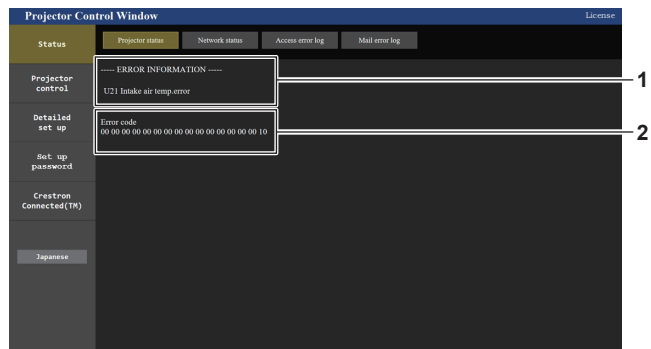 Projector Control Window
License
Status
Projector status
Network status
Access error log
Mail error log
----- ERROR INFORMATION -----
U21 Intake air temp.error
1
Projector
control
Error code
00 00 00 00 00 00 00 00 00 00 00 00 00 00 00 10
2
Detailed
set up
Set up
password
Crestron
Connected(TM)
Japanese